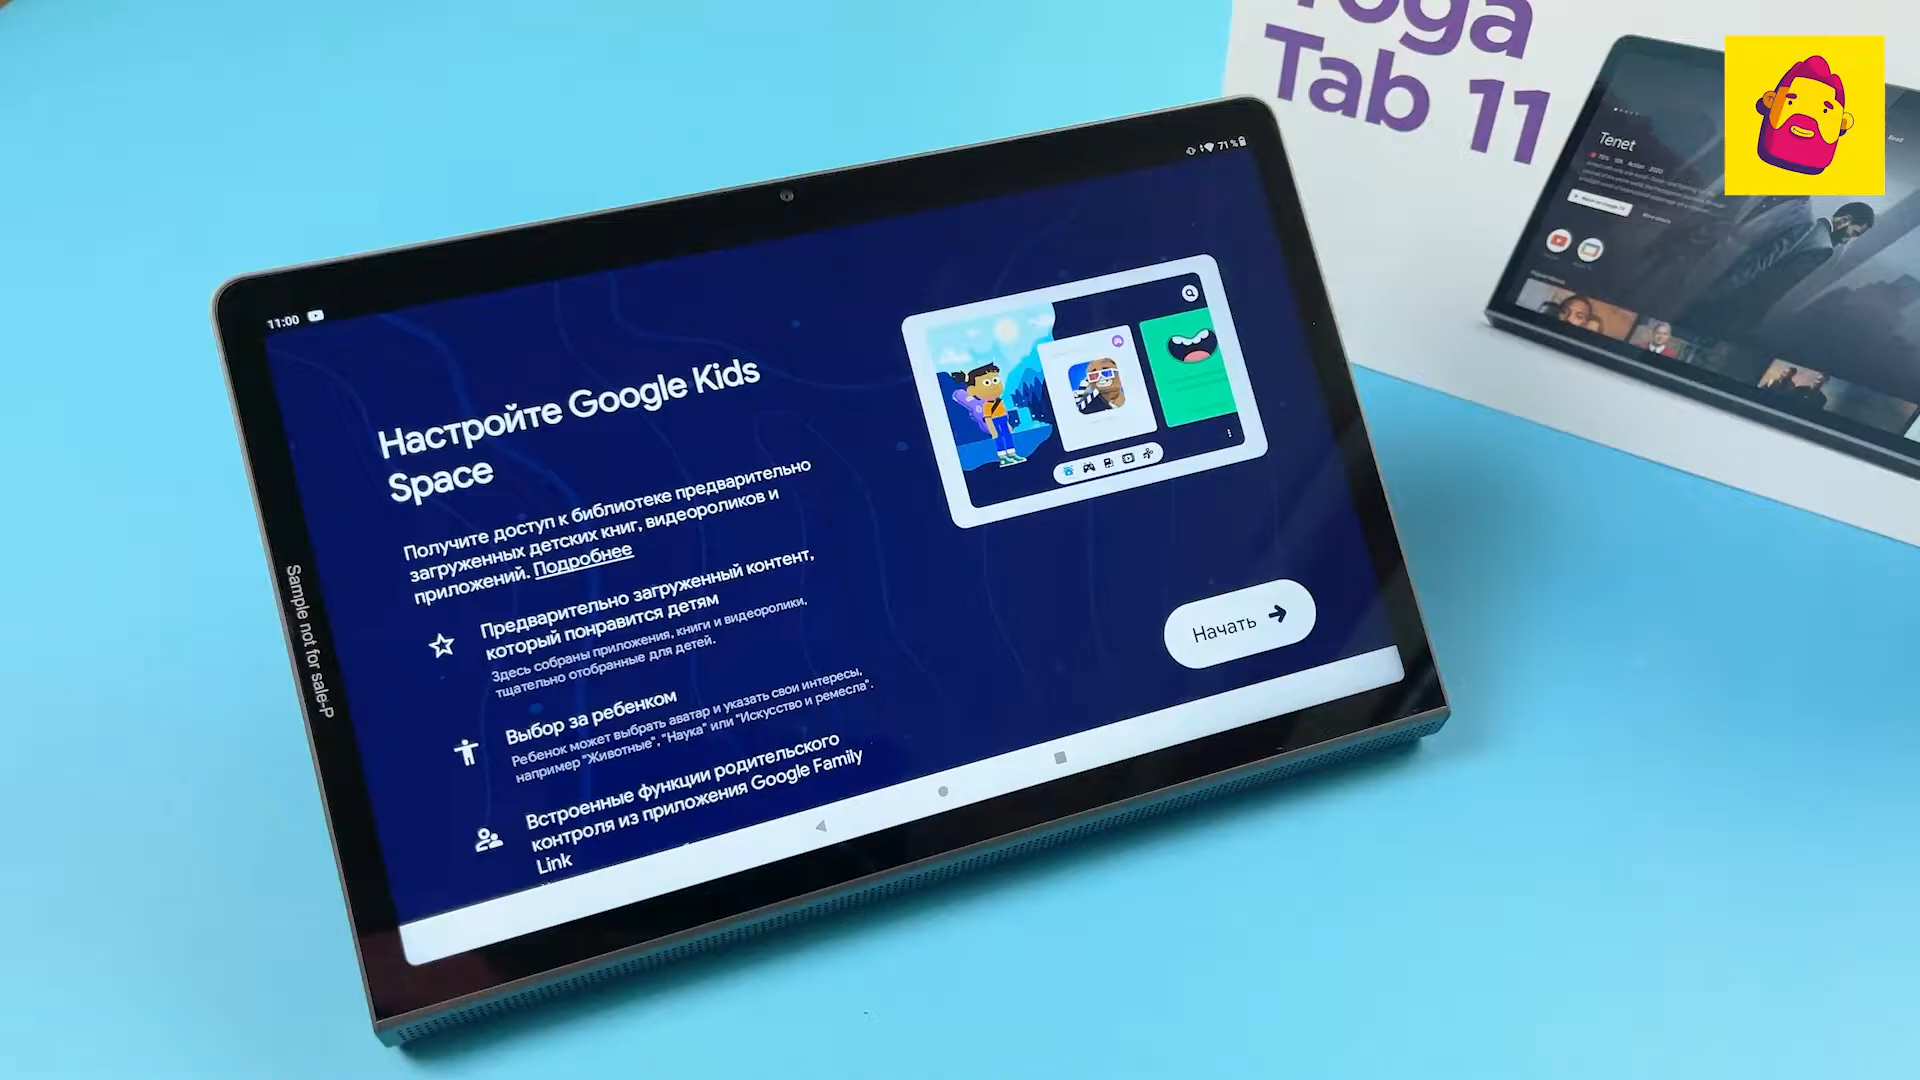 Yoga
Tab 11
Tenet
11:00
71 %
Настройте Google Kids
Space
Получите доступ к библиотеке предварительно
загруженных детских книг, видеороликов и
приложений. Подробнее
Предварительно загруженный контент,
который понравится детям
Здесь собраны приложения, книги и видеоролики,
тщательно отобранные для детей.
Выбор за ребенком
Ребенок может выбрать аватар и указать свои интересы,
например "Животные", "Наука" или "Искусство и ремесла".
Встроенные функции родительского
контроля из приложения Google Family
Link
Начать
Sample not for sale-P